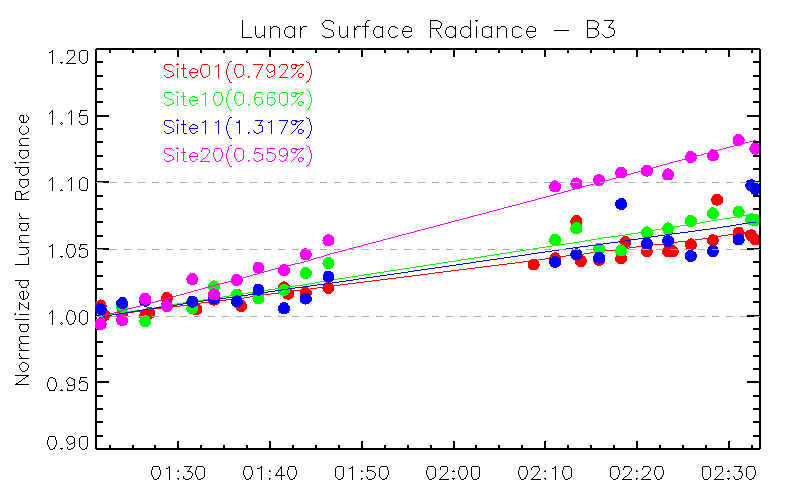 Lunar Surface Radiance − B3
Site01(0.792%)
Site10(0.660%)
Site11(1.317%)
Site20(0.559%)
Normalized Lunar Radiance
1.20
1.15
1.10
1.05
1.00
0.95
0.90
01:30 01:40 01:50 02:00 02:10 02:20 02:30